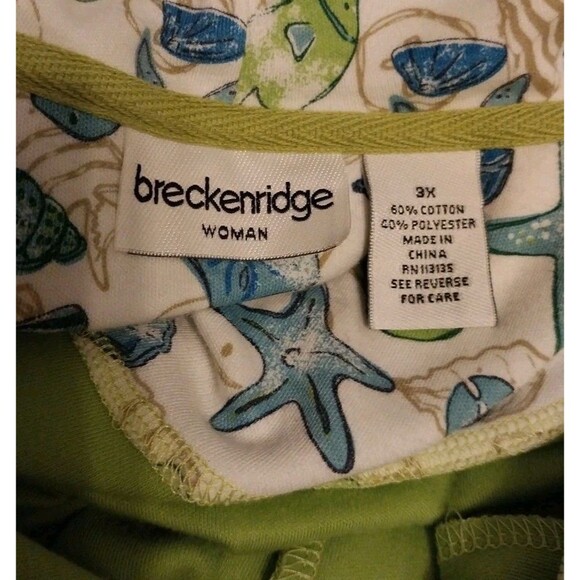 breckenridge
WOMAN
3X
60% COTTON
40% POLYESTER
MADE IN
CHINA
RN 113135
SEE REVERSE
FOR CARE